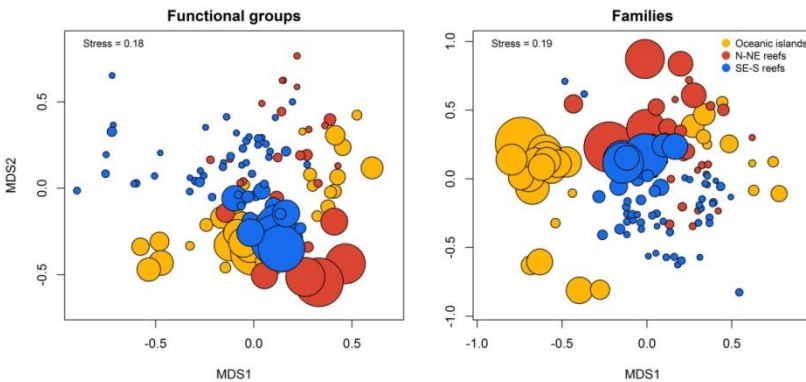 Functional groups
Families
Stress = 0.18
Stress = 0.19
Oceanic islands
N-NE reefs
SE-S reefs
MDS2
0.5
0.0
-0.5
1.0
0.5
0.0
-0.5
-1.0
-0.5
0.0
0.5
-1.0
-0.5
0.0
0.5
MDS1
MDS1